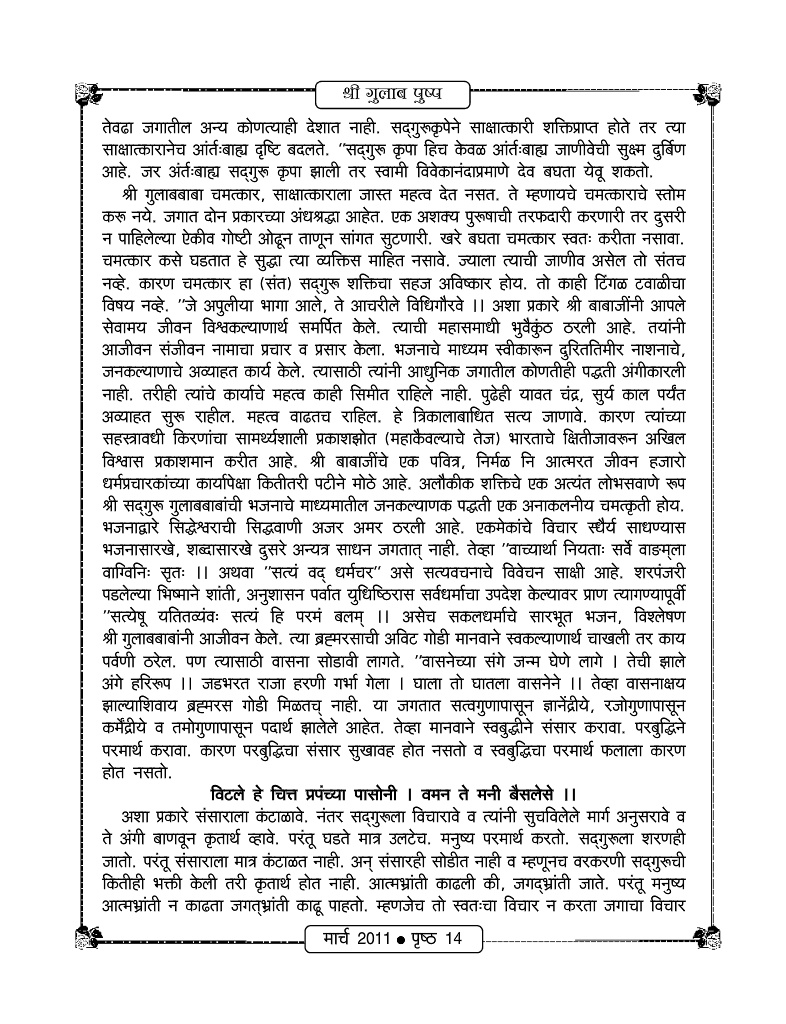 श्री गुलाब पुष्प
तेवढा जगातील अन्य कोणत्याही देशात नाही. सद्‌गुरूकृपेने साक्षात्कारी शक्तिप्राप्त होते तर त्या
साक्षात्कारानेच आंर्तःबाह्य दृष्टि बदलते. ''सद्‌गुरू कृपा हिच केवळ आंर्तःबाह्य जाणीवेची सुक्ष्म दुर्बिण
आहे. जर अंर्तःबाह्य सद्‌गुरू कृपा झाली तर स्वामी विवेकानंदाप्रमाणे देव बघता येवू शकतो.
श्री गुलाबबाबा चमत्कार, साक्षात्काराला जास्त महत्व देत नसत. ते म्हणायचे चमत्काराचे स्तोम
करू नये. जगात दोन प्रकारच्या अंधश्रद्धा आहेत. एक अशक्य पुरूषाची तरफदारी करणारी तर दुसरी
न पाहिलेल्या ऐकीव गोष्टी ओढून ताणून सांगत सुटणारी. खरे बघता चमत्कार स्वतः करीता नसावा.
चमत्कार कसे घडतात हे सुद्धा त्या व्यक्तिस माहित नसावे. ज्याला त्याची जाणीव असेल तो संतच
नव्हे. कारण चमत्कार हा (संत) सद्‌गुरू शक्तिचा सहज अविष्कार होय. तो काही टिंगळ टवाळीचा
विषय नव्हे. ''जे अपुलीया भागा आले, ते आचरीले विधिगौरवे ।। अशा प्रकारे श्री बाबाजींनी आपले
सेवामय जीवन विश्वकल्याणार्थ समर्पित केले. त्याची महासमाधी भुवैकुंठ ठरली आहे. तयांनी
आजीवन संजीवन नामाचा प्रचार व प्रसार केला. भजनाचे माध्यम स्वीकारून दुरिततिमीर नाशनाचे,
जनकल्याणाचे अव्याहत कार्य केले. त्यासाठी त्यांनी आधुनिक जगातील कोणतीही पद्धती अंगीकारली
नाही. तरीही त्यांचे कार्याचे महत्व काही सिमीत राहिले नाही. पुढेही यावत चंद्र, सुर्य काल पर्यंत
अव्याहत सुरू राहील. महत्व वाढतच राहिल. हे त्रिकालाबाधित सत्य जाणावे. कारण त्यांच्या
सहस्त्रावधी किरणांचा सामर्थ्यशाली प्रकाशझोत (महाकैवल्याचे तेज) भारताचे क्षितीजावरून अखिल
विश्वास प्रकाशमान करीत आहे. श्री बाबाजींचे एक पवित्र, निर्मळ नि आत्मरत जीवन हजारो
धर्मप्रचारकांच्या कार्यापेक्षा कितीतरी पटीने मोठे आहे. अलौकीक शक्तिचे एक अत्यंत लोभसवाणे रूप
श्री सद्‌गुरू गुलाबबाबांची भजनाचे माध्यमातील जनकल्याणक पद्धती एक अनाकलनीय चमत्कृती होय.
भजनाद्वारे सिद्धेश्वराची सिद्धवाणी अजर अमर ठरली आहे. एकमेकांचे विचार स्थैर्य साधण्यास
भजनासारखे, शब्दासारखे दुसरे अन्यत्र साधन जगतात् नाही. तेव्हा ''वाच्यार्था नियताः सर्वे वाङम्ला
वाग्विनिः सृतः ।। अथवा ''सत्यं वद् धर्मचर'' असे सत्यवचनाचे विवेचन साक्षी आहे. शरपंजरी
पडलेल्या भिष्माने शांती, अनुशासन पर्वात युधिष्ठिरास सर्वधर्माचा उपदेश केल्यावर प्राण त्यागण्यापूर्वी
''सत्येषू यतितव्यंवः सत्यं हि परमं बलम् ।। असेच सकलधर्माचे सारभूत भजन, विश्लेषण
श्री गुलाबबाबांनी आजीवन केले. त्या ब्रह्मरसाची अविट गोडी मानवाने स्वकल्याणार्थ चाखली तर काय
पर्वणी ठरेल. पण त्यासाठी वासना सोडावी लागते. ''वासनेच्या संगे जन्म घेणे लागे । तेची झाले
अंगे हरिरूप ।। जडभरत राजा हरणी गर्भा गेला । घाला तो घातला वासनेने ।। तेव्हा वासनाक्षय
झाल्याशिवाय ब्रह्मरस गोडी मिळतच् नाही. या जगतात सत्वगुणापासून ज्ञानेंद्रीये, रजोगुणापासून
कर्मेंद्रीये व तमोगुणापासून पदार्थ झालेले आहेत. तेव्हा मानवाने स्वबुद्धीने संसार करावा. परबुद्धिने
परमार्थ करावा. कारण परबुद्धिचा संसार सुखावह होत नसतो व स्वबुद्धिचा परमार्थ फलाला कारण
होत नसतो.
विटले हे चित्त प्रपंच्या पासोनी । वमन ते मनी बैसलेसे ।।
अशा प्रकारे संसाराला कंटाळावे. नंतर सद्‌गुरूला विचारावे व त्यांनी सुचविलेले मार्ग अनुसरावे व
ते अंगी बाणवून कृतार्थ व्हावे. परंतू घडते मात्र उलटेच. मनुष्य परमार्थ करतो. सद्‌गुरूला शरणही
जातो. परंतू संसाराला मात्र कंटाळत नाही. अन् संसारही सोडीत नाही व म्हणूनच वरकरणी सद्‌गुरूची
कितीही भक्ती केली तरी कृतार्थ होत नाही. आत्मभ्रांती काढली की, जगद्‌भ्रांती जाते. परंतू मनुष्य
आत्मभ्रांती न काढता जगत्‌भ्रांती काढू पाहतो. म्हणजेच तो स्वतःचा विचार न करता जगाचा विचार
मार्च 2011 ● पृष्ठ 14